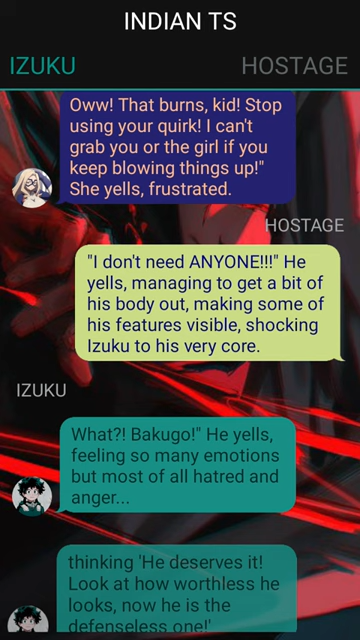 INDIAN TS
IZUKU
HOSTAGE
Oww! That burns, kid! Stop
using your quirk! I can't
grab you or the girl if you
keep blowing things up!"
She yells, frustrated.
HOSTAGE
"I don't need ANYONE!!!" He
yells, managing to get a bit of
his body out, making some of
his features visible, shocking
Izuku to his very core.
IZUKU
What?! Bakugo!" He yells,
feeling so many emotions
but most of all hatred and
anger...
thinking 'He deserves it!
Look at how worthless he
looks, now he is the
defenseless one!'